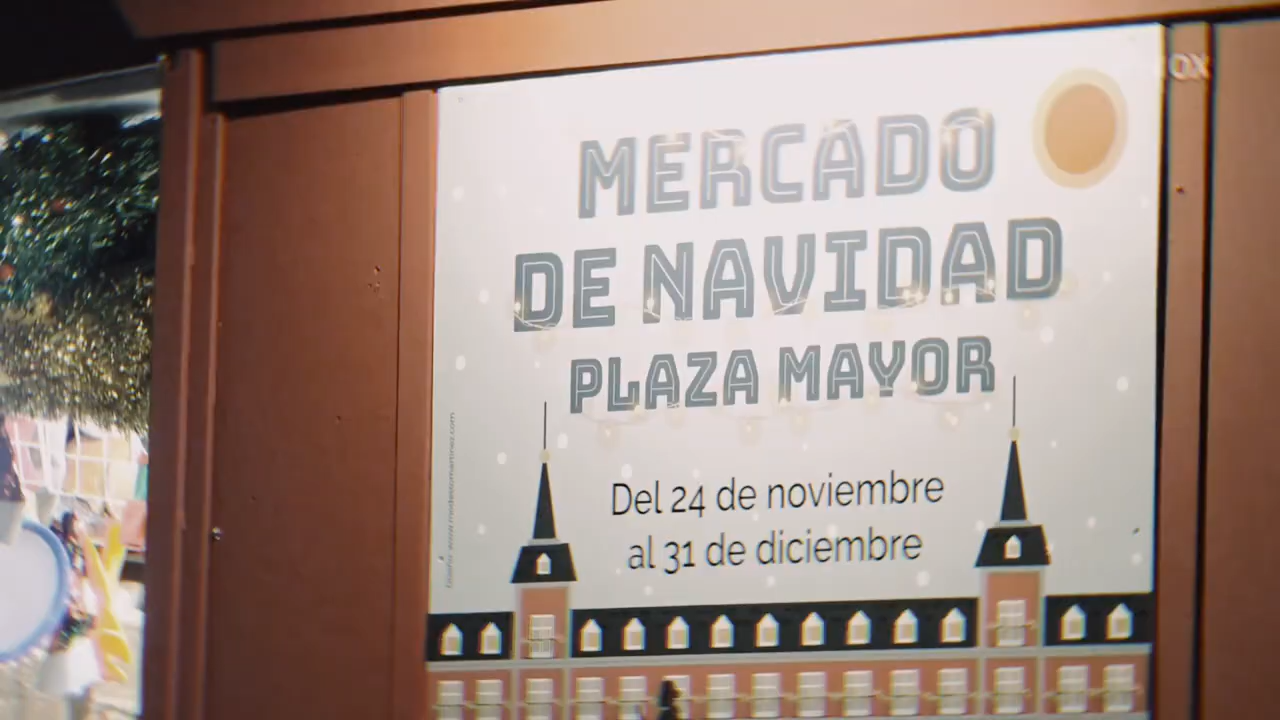 MERCADO
DE NAVIDAD
PLAZA MAYOR
Del 24 de noviembre
al 31 de diciembre